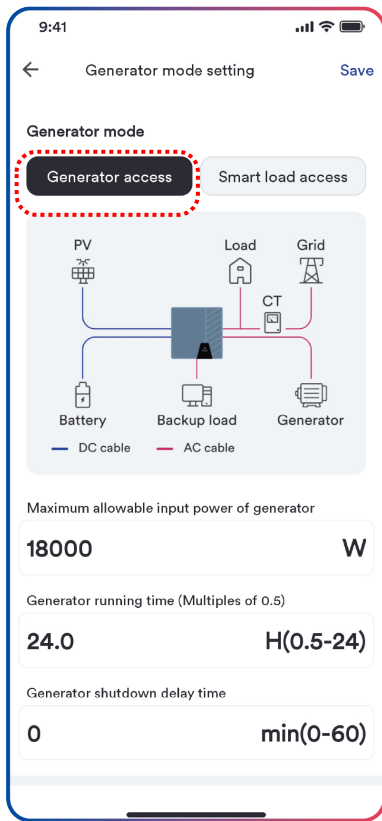 9:41
Generator mode setting Save
Generator mode
Generator access Smart load access
PV Load Grid
CT
Battery Backup load Generator
DC cable AC cable
Maximum allowable input power of generator
18000 W
Generator running time (Multiples of 0.5)
24.0 H(0.5-24)
Generator shutdown delay time
0 min(0-60)